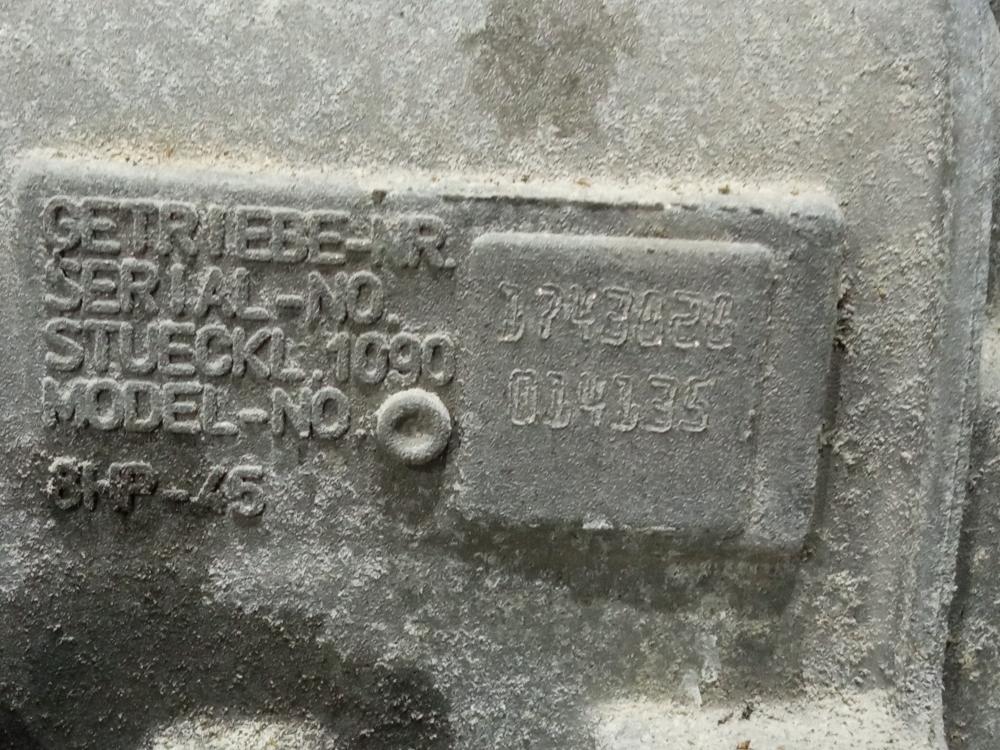 GETRIEBE-NR.
SERIAL-NO.
STUECKL.1090
MODEL-NO.
8HP-45
1743020
014135